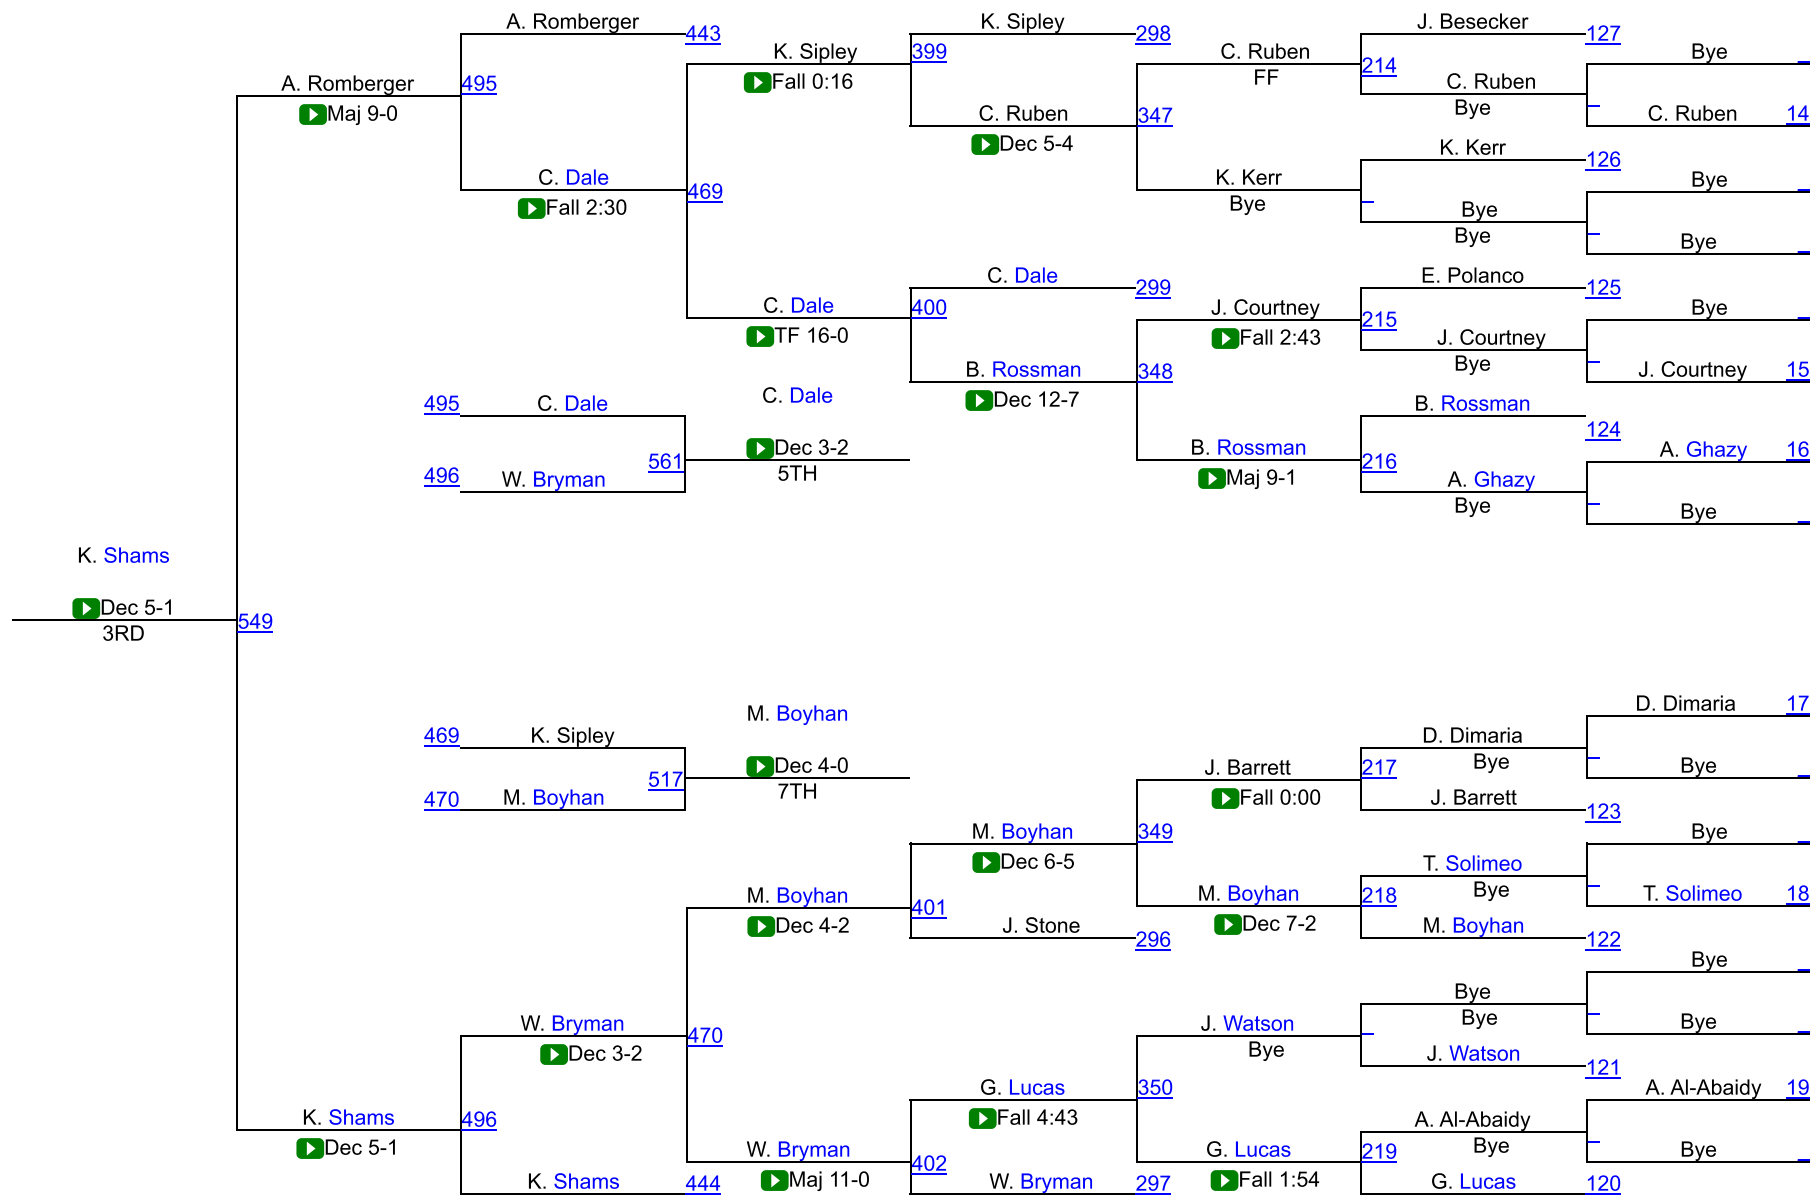 A. Romberger
443
K. Sipley
298
J. Besecker
127
Bye
K. Sipley
399
C. Ruben
FF
214
C. Ruben
Bye
A. Romberger
495
Fall 0:16
Maj 9-0
C. Ruben
347
Dec 5-4
C. Ruben
14
K. Kerr
126
C. Dale
469
Fall 2:30
K. Kerr
Bye
Bye
Bye
Bye
Bye
C. Dale
299
E. Polanco
125
C. Dale
400
TF 16-0
J. Courtney
215
Fall 2:43
Bye
J. Courtney
Bye
B. Rossman
348
Dec 12-7
J. Courtney
15
495
C. Dale
C. Dale
B. Rossman
124
561
Dec 3-2
5TH
B. Rossman
216
Maj 9-1
A. Ghazy
16
496
W. Bryman
A. Ghazy
Bye
Bye
K. Shams
Dec 5-1
3RD
549
M. Boyhan
D. Dimaria
17
469
K. Sipley
D. Dimaria
Bye
517
Dec 4-0
7TH
J. Barrett
217
Fall 0:00
Bye
470
M. Boyhan
J. Barrett
123
M. Boyhan
349
Dec 6-5
Bye
T. Solimeo
Bye
M. Boyhan
401
Dec 4-2
M. Boyhan
218
Dec 7-2
T. Solimeo
18
J. Stone
296
M. Boyhan
122
Bye
Bye
Bye
W. Bryman
470
Dec 3-2
J. Watson
Bye
Bye
J. Watson
121
G. Lucas
350
Fall 4:43
A. Al-Abaidy
19
K. Shams
496
Dec 5-1
A. Al-Abaidy
Bye
W. Bryman
402
Maj 11-0
G. Lucas
219
Fall 1:54
Bye
K. Shams
444
W. Bryman
297
G. Lucas
120